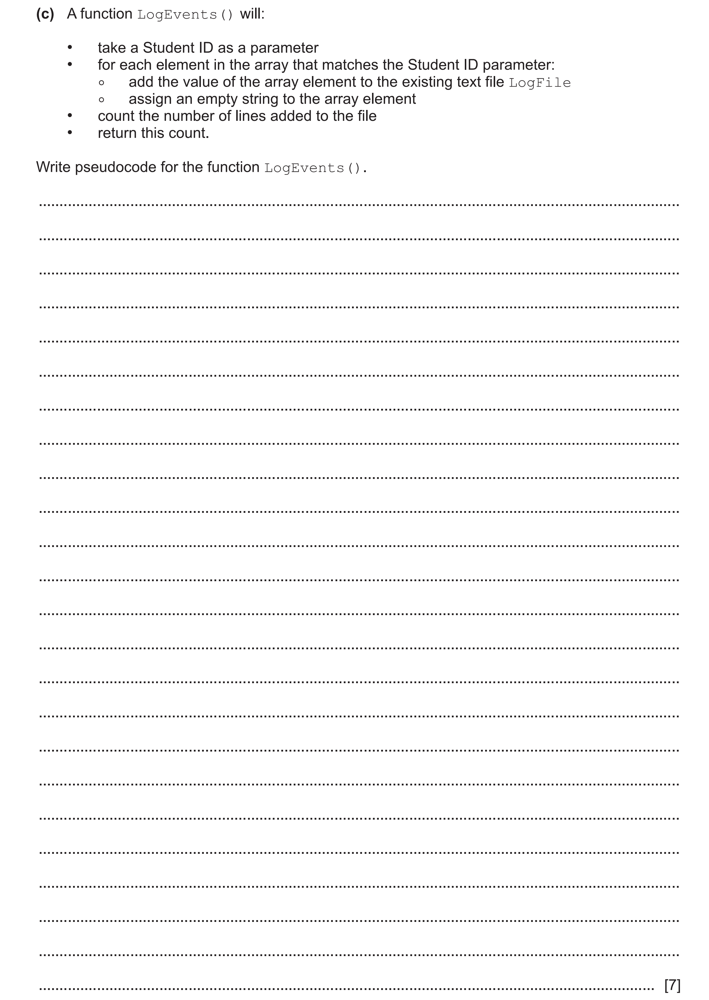 (c) A function LogEvents() will:
• take a Student ID as a parameter
• for each element in the array that matches the Student ID parameter:
○ add the value of the array element to the existing text file LogFile
○ assign an empty string to the array element
• count the number of lines added to the file
• return this count.
Write pseudocode for the function LogEvents().
[7]